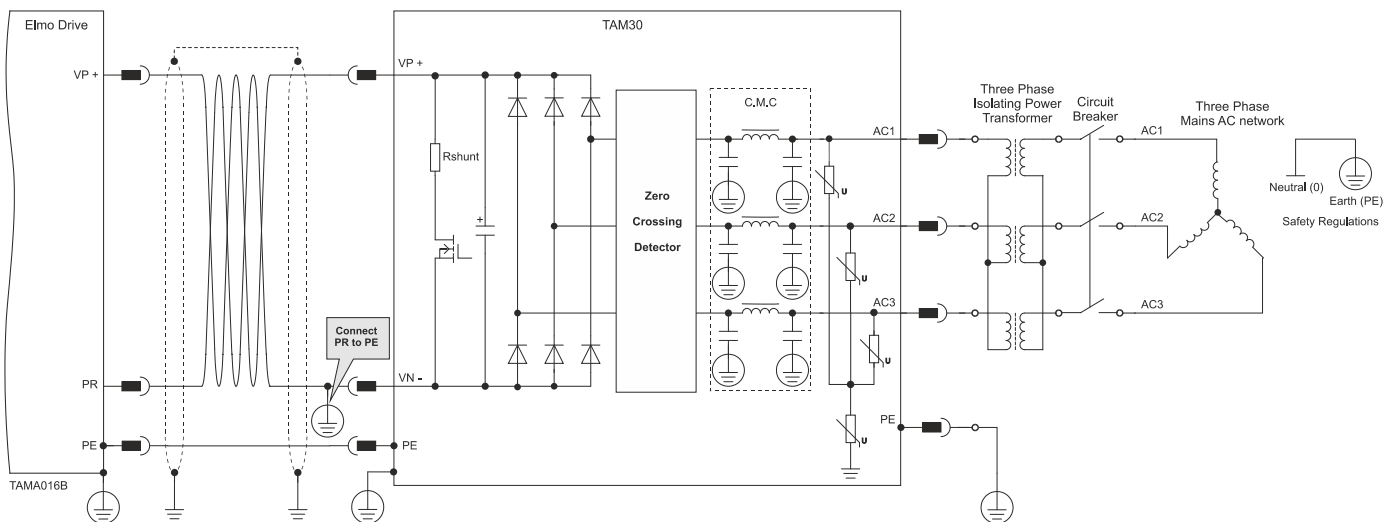 Elmo Drive
TAM30
VP +
VP +
C.M.C
Three Phase
Isolating Power
Transformer
Circuit
Breaker
Three Phase
Mains AC network
AC1
AC1
Rshunt
Neutral (0)
Earth (PE)
Safety Regulations
U
Zero
Crossing
Detector
AC2
AC2
+
U
AC3
AC3
Connect
PR to PE
U
PR
VN -
PE
PE
PE
U
TAMA016B